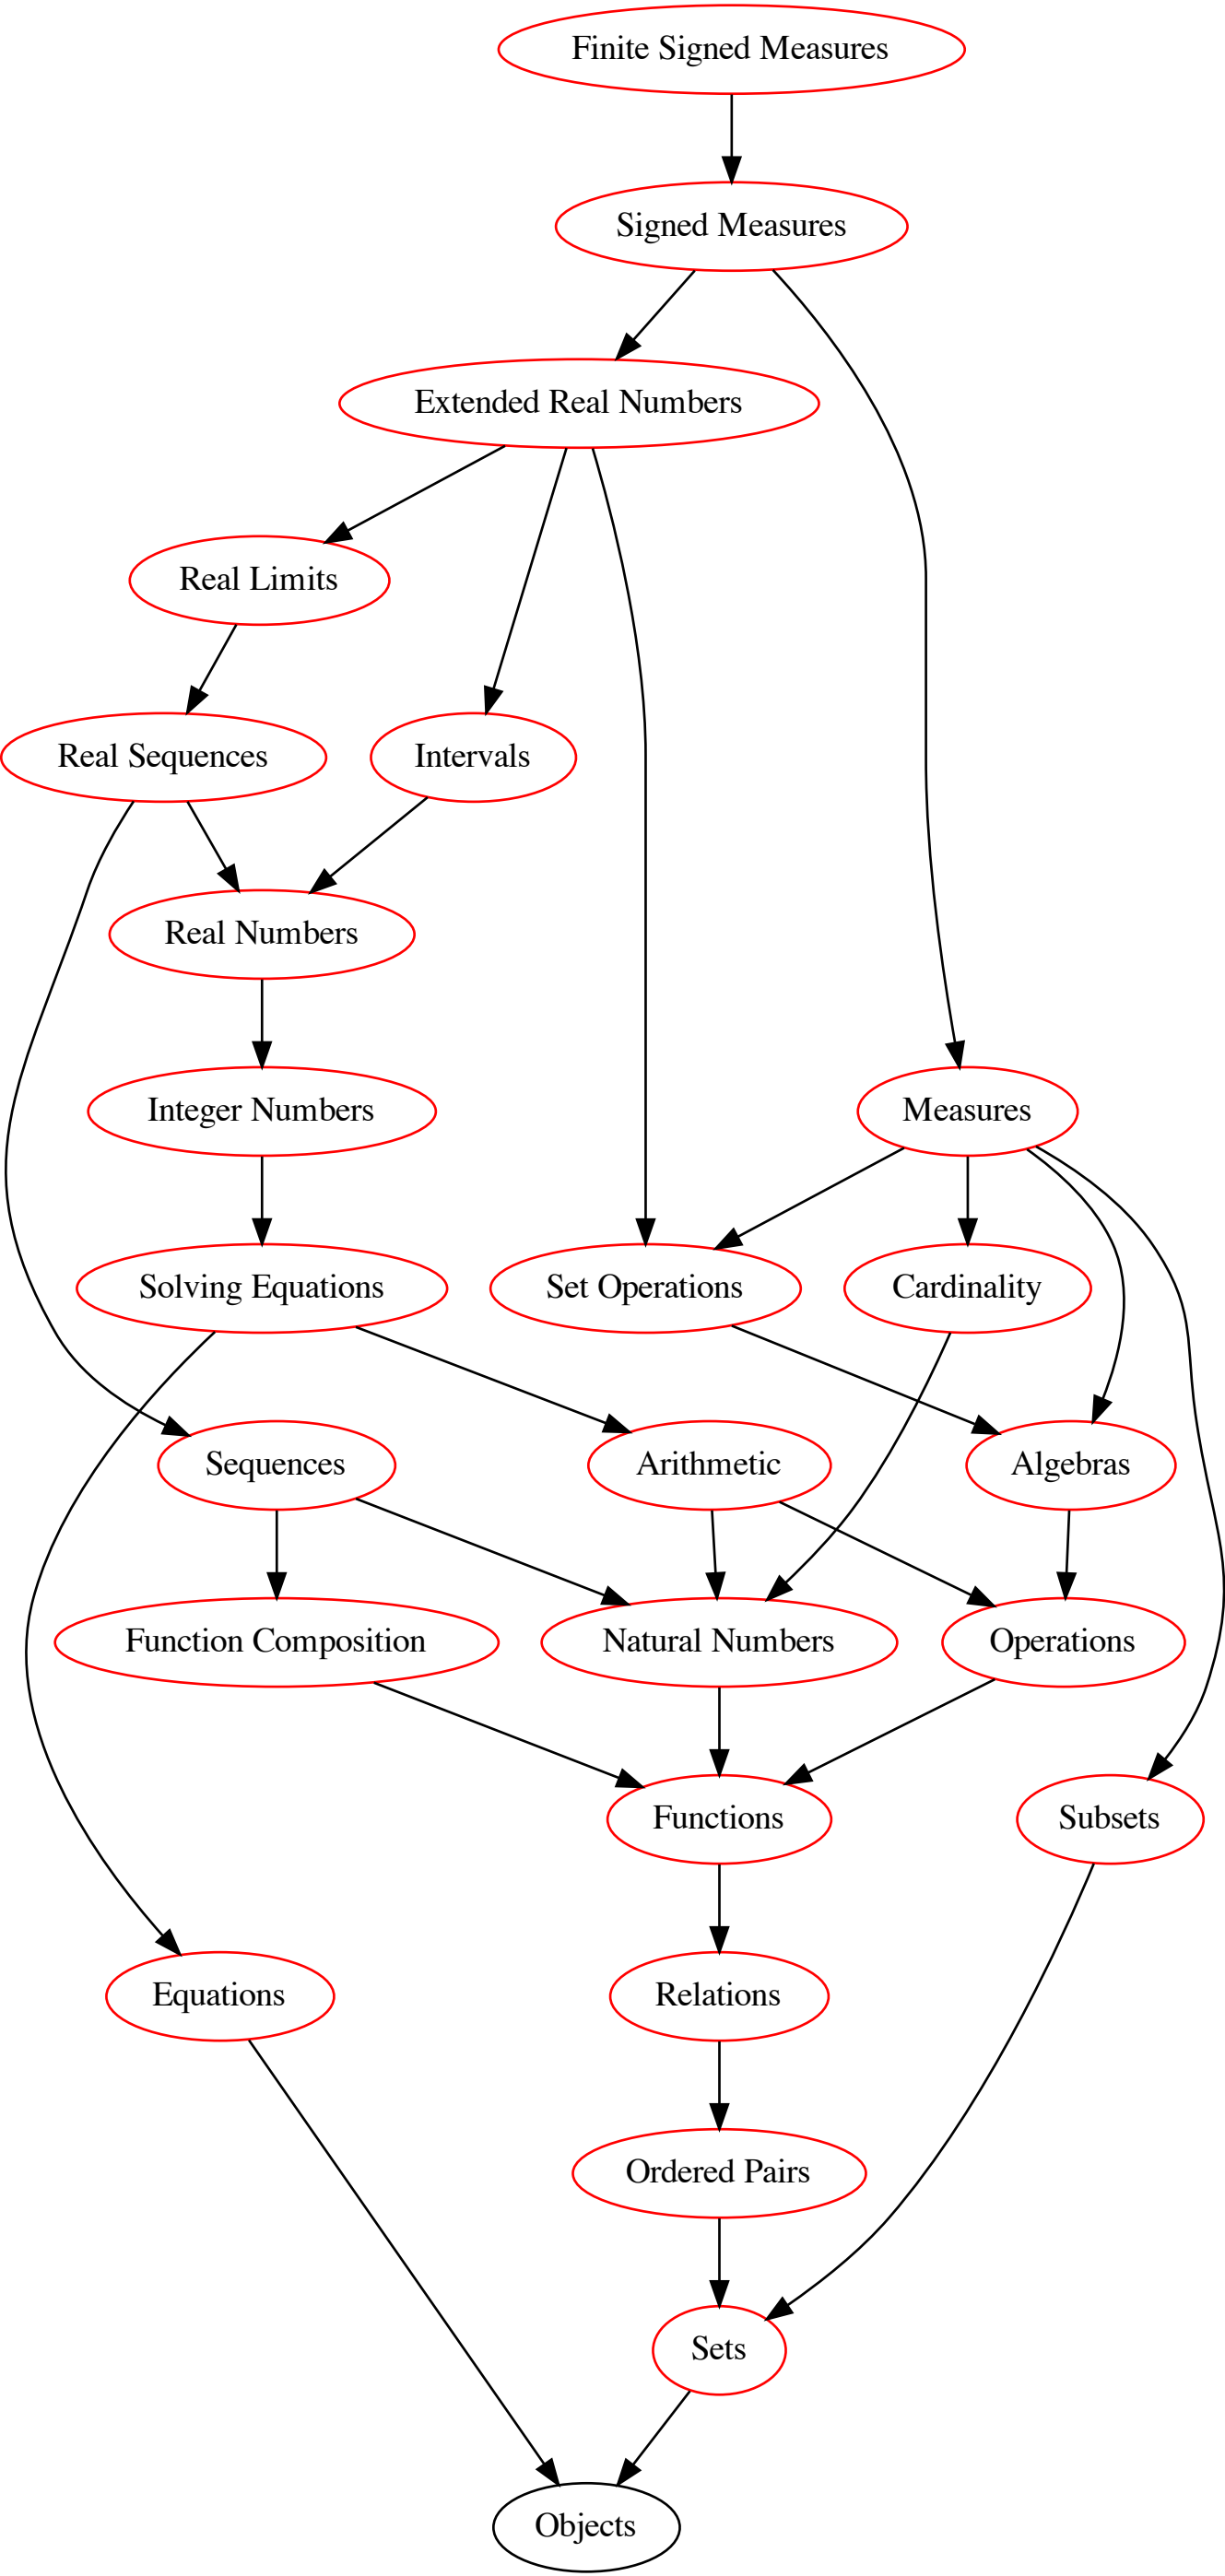 Finite Signed Measures
Signed Measures
Extended Real Numbers
Real Limits
Real Sequences
Intervals
Real Numbers
Integer Numbers
Measures
Solving Equations
Set Operations
Cardinality
Sequences
Arithmetic
Algebras
Function Composition
Natural Numbers
Operations
Functions
Subsets
Equations
Relations
Ordered Pairs
Sets
Objects